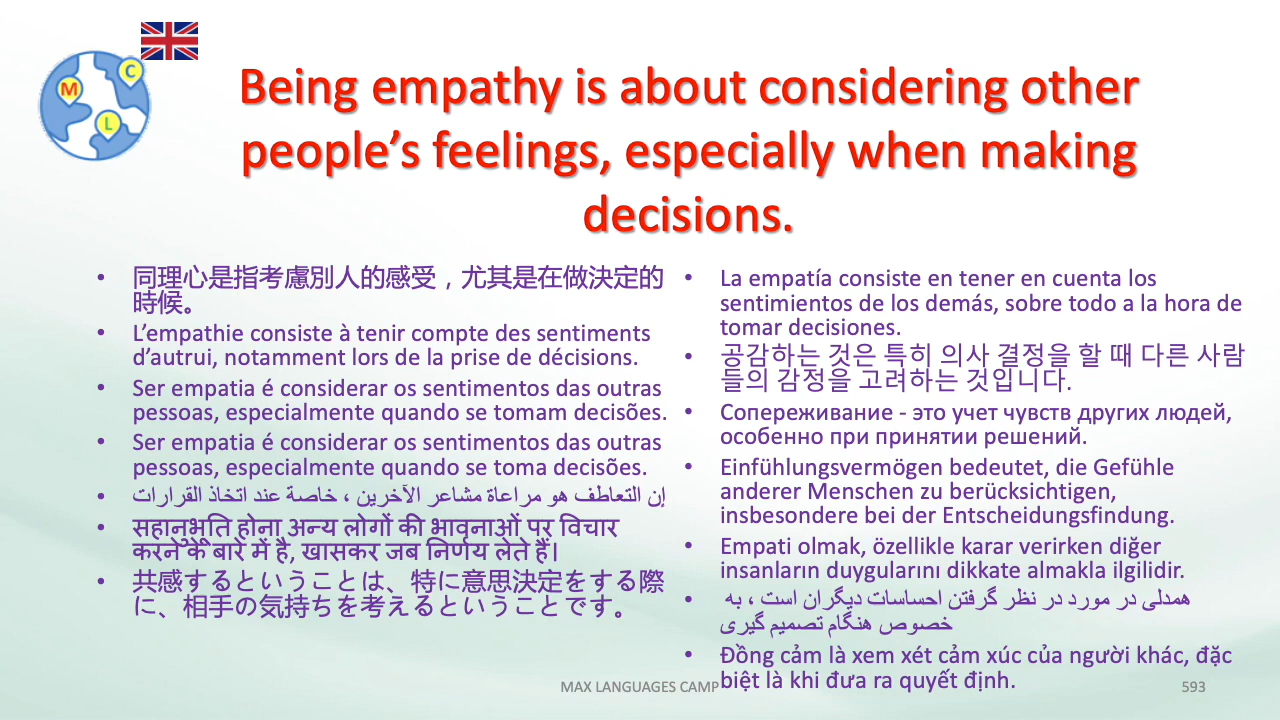 M
C
L
Being empathy is about considering other
people’s feelings, especially when making
decisions.
• 同理心是指考慮別人的感受，尤其是在做決定的
時候。
• L’empathie consiste à tenir compte des sentiments
d’autrui, notamment lors de la prise de décisions.
• Ser empatia é considerar os sentimentos das outras
pessoas, especialmente quando se tomam decisões.
• Ser empatia é considerar os sentimentos das outras
pessoas, especialmente quando se toma decisões.
• إن التعاطف هو مراعاة مشاعر الآخرين ، خاصة عند اتخاذ القرارات
• सहानुभूति होना अन्य लोगों की भावनाओं पर विचार
करने के बारे में है, खासकर जब निर्णय लेते हैं।
• 共感するということは、特に意思決定をする際
に、相手の気持ちを考えるということです。
• La empatía consiste en tener en cuenta los
sentimientos de los demás, sobre todo a la hora de
tomar decisiones.
• 공감하는 것은 특히 의사 결정을 할 때 다른 사람
들의 감정을 고려하는 것입니다.
• Сопереживание - это учет чувств других людей,
особенно при принятии решений.
• Einfühlungsvermögen bedeutet, die Gefühle
anderer Menschen zu berücksichtigen,
insbesondere bei der Entscheidungsfindung.
• Empati olmak, özellikle karar verirken diğer
insanların duygularını dikkate almakla ilgilidir.
• همدلی در مورد در نظر گرفتن احساسات دیگران است ، به
خصوص هنگام تصمیم گیری
• Đồng cảm là xem xét cảm xúc của người khác, đặc
biệt là khi đưa ra quyết định.
MAX LANGUAGES CAMP
593